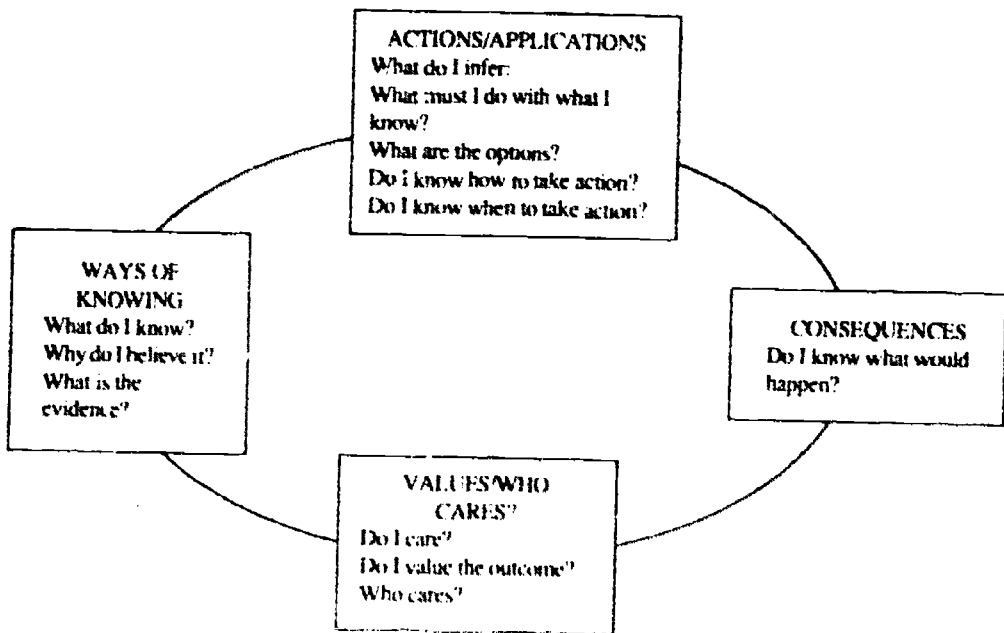 ACTIONS/APPLICATIONS
What do I infer:
What must I do with what I
know?
What are the options?
Do I know how to take action?
Do I know when to take action?
WAYS OF
KNOWING
What do I know?
Why do I believe it?
What is the
evidence?
CONSEQUENCES
Do I know what would
happen?
VALUES/WHO
CARES?
Do I care?
Do I value the outcome?
Who cares?